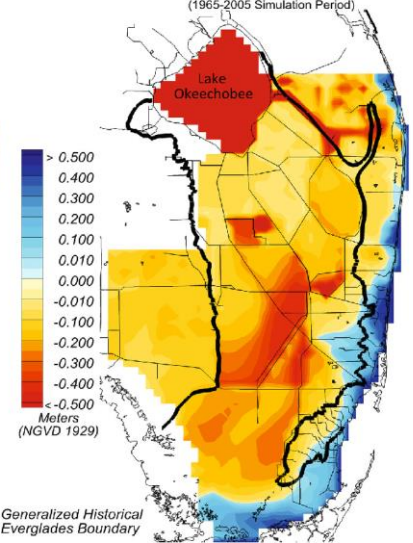 (1965-2005 Simulation Period)
Lake
Okeechobee
> 0.500
0.400
0.300
0.200
0.100
0.010
0.000
-0.010
-0.100
-0.200
-0.300
-0.400
<-0.500
Meters
(NGVD 1929)
Generalized Historical
Everglades Boundary